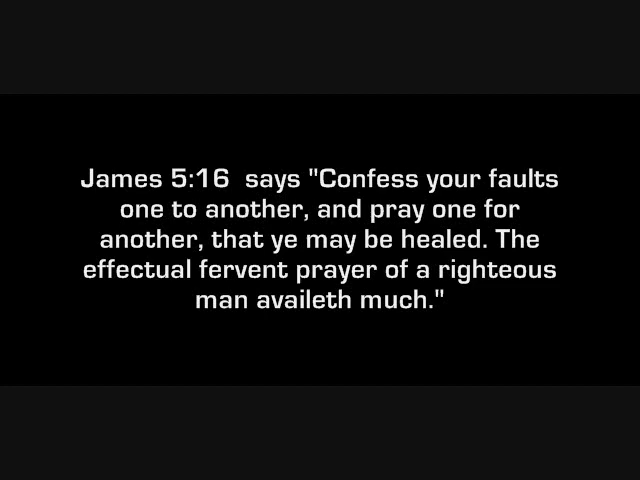 James 5:16  says "Confess your faults
one to another, and pray one for
another, that ye may be healed. The
effectual fervent prayer of a righteous
man availeth much."